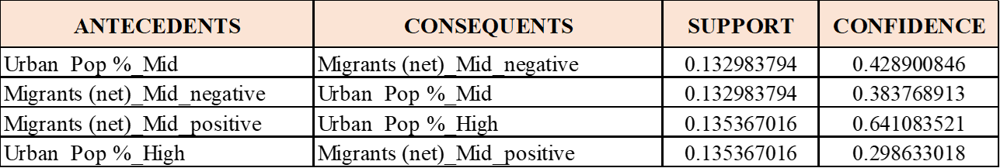 ANTECEDENTS CONSEQUENTS SUPPORT CONFIDENCE
Urban Pop %_Mid Migrants (net)_Mid_negative 0.132983794 0.428900846
Migrants (net)_Mid_negative Urban Pop %_Mid 0.132983794 0.383768913
Migrants (net)_Mid_positive Urban Pop %_High 0.135367016 0.641083521
Urban Pop %_High Migrants (net)_Mid_positive 0.135367016 0.298633018